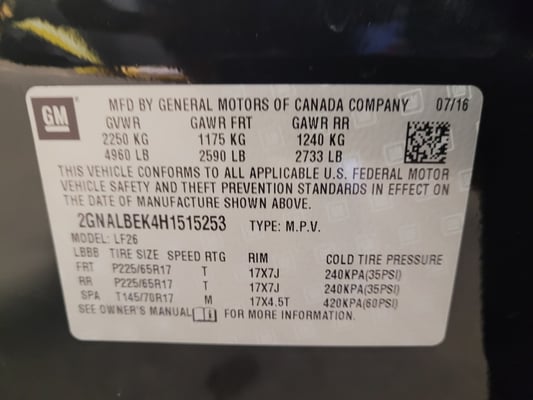 GM
MFD BY GENERAL MOTORS OF CANADA COMPANY 07/16
GVWR GAWR FRT GAWR RR
2250 KG 1175 KG 1240 KG
4960 LB 2590 LB 2733 LB
THIS VEHICLE CONFORMS TO ALL APPLICABLE U.S. FEDERAL MOTOR
VEHICLE SAFETY AND THEFT PREVENTION STANDARDS IN EFFECT ON
THE DATE OF MANUFACTURE SHOWN ABOVE.
2GNALBEK4H1515253 TYPE: M.P.V.
MODEL: LF26
LBBB TIRE SIZE SPEED RTG RIM COLD TIRE PRESSURE
FRT P225/65R17 T 17X7J 240KPA(35PSI)
RR P225/65R17 T 17X7J 240KPA(35PSI)
SPA T145/70R17 M 17X4.5T 420KPA(60PSI)
SEE OWNER'S MANUAL FOR MORE INFORMATION.